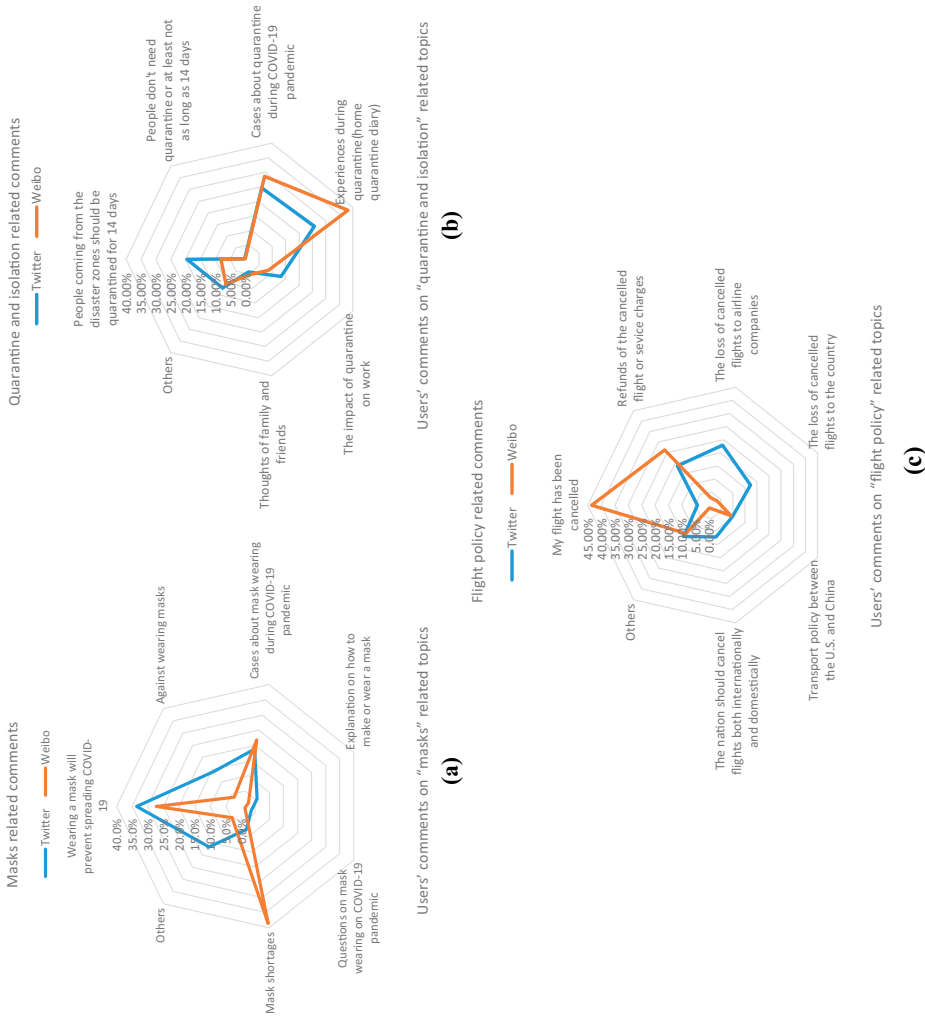 Masks related comments
Twitter
Weibo
Wearing a mask will
prevent spreading COVID-
19
40.0%
35.0%
30.0%
25.0%
20.0%
15.0%
10.0%
5.0%
0.0%
Against wearing masks
Cases about mask wearing
during COVID-19
pandemic
Explanation on how to
make or wear a mask
Questions on mask
wearing on COVID-19
pandemic
Mask shortages
Others
Users' comments on "masks" related topics
(a)
Quarantine and isolation related comments
Twitter
Weibo
People coming from the
disaster zones should be
quarantined for 14 days
40.00%
35.00%
30.00%
25.00%
20.00%
15.00%
10.00%
5.00%
0.00%
People don't need
quarantine or at least not
as long as 14 days
Cases about quarantine
during COVID-19
pandemic
Experiences during
quarantine(home
quarantine diary)
The impact of quarantine
on work
Thoughts of family and
friends
Others
Users' comments on "quarantine and isolation" related topics
(b)
Flight policy related comments
Twitter
Weibo
My flight has been
cancelled
45.00%
40.00%
35.00%
30.00%
25.00%
20.00%
15.00%
10.00%
5.00%
0.00%
Refunds of the cancelled
flight or sevice charges
The loss of cancelled
flights to airline
companies
The loss of cancelled
flights to the country
Transport policy between
the U.S. and China
The nation should cancel
flights both internationally
and domestically
Others
Users' comments on "flight policy" related topics
(c)